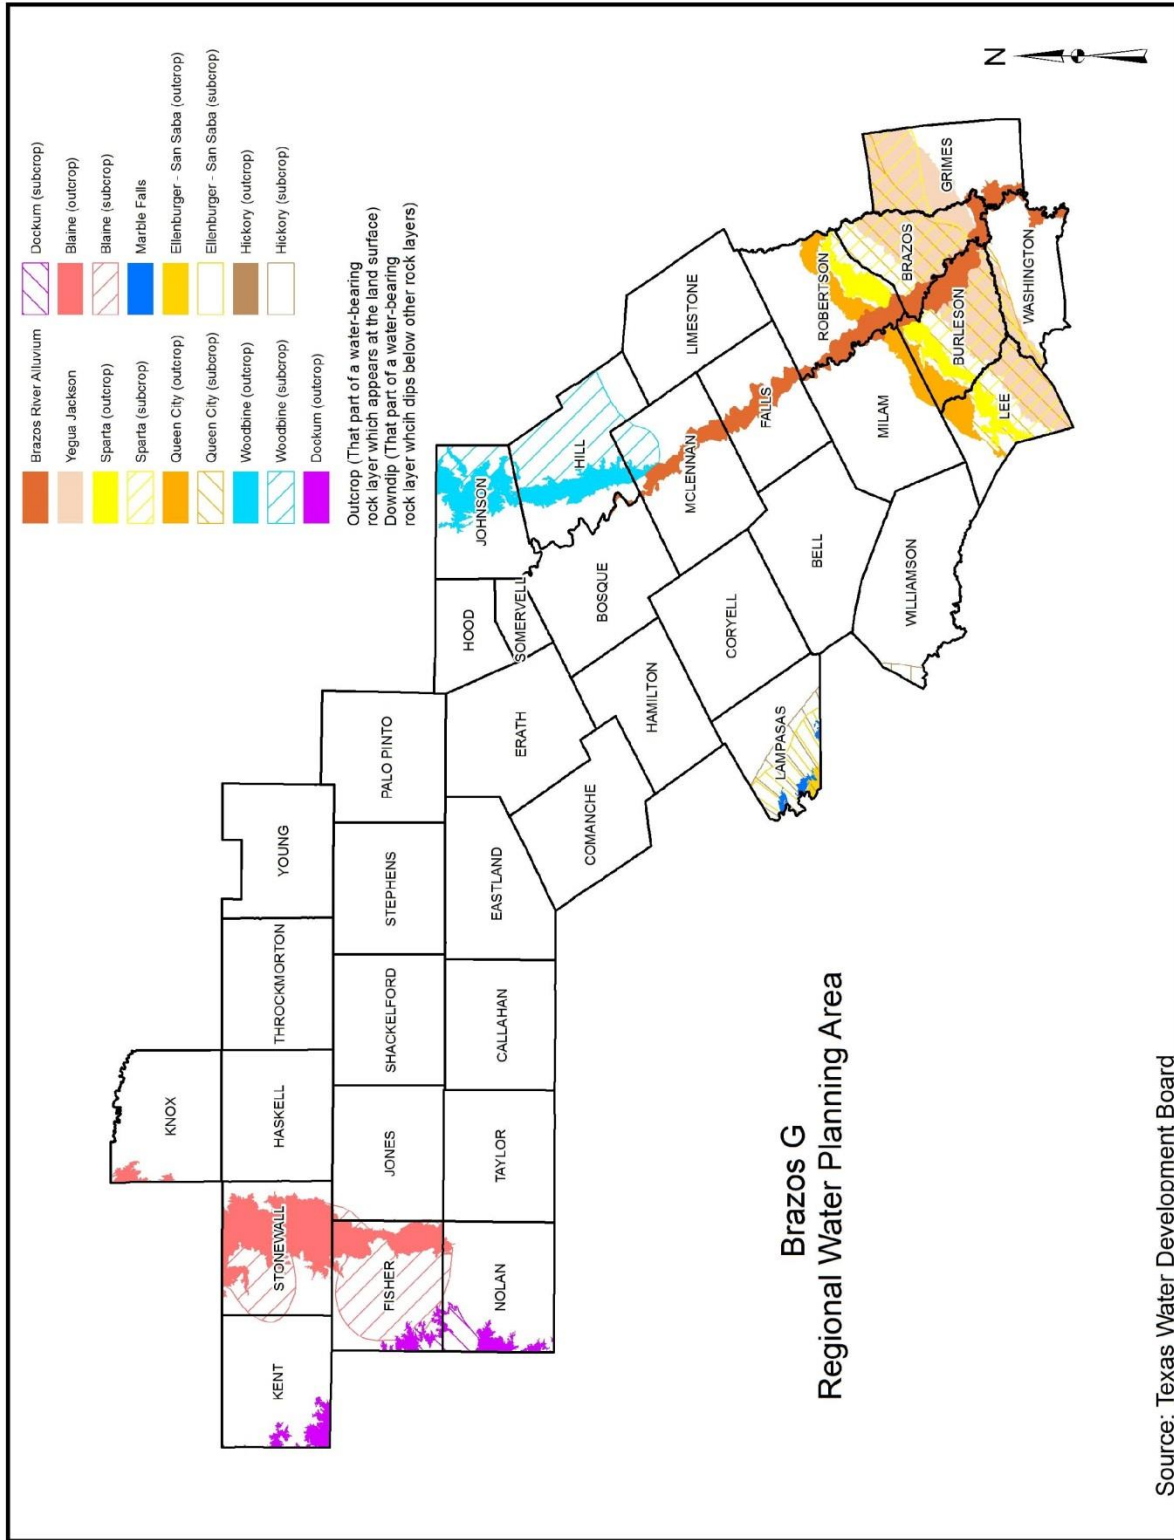 Brazos River Alluvium
Yegua Jackson
Sparta (outcrop)
Sparta (subcrop)
Queen City (outcrop)
Queen City (subcrop)
Woodbine (outcrop)
Woodbine (subcrop)
Dockum (outcrop)
Dockum (subcrop)
Blaine (outcrop)
Blaine (subcrop)
Marble Falls
Ellenburger - San Saba (outcrop)
Ellenburger - San Saba (subcrop)
Hickory (outcrop)
Hickory (subcrop)
Outcrop (That part of a water-bearing
rock layer which appears at the land surface)
Downdip (That part of a water-bearing
rock layer whcih dips below other rock layers)
N
KNOX
KENT
STONEWALL
HASKELL
THROCKMORTON
YOUNG
FISHER
JONES
SHACKELFORD
STEPHENS
PALO PINTO
NOLAN
TAYLOR
CALLAHAN
EASTLAND
ERATH
HOOD
JOHNSON
SOMERVELL
COMANCHE
HAMILTON
BOSQUE
HILL
LAMPASAS
CORYELL
MCLENNAN
LIMESTONE
BELL
FALLS
WILLIAMSON
MILAM
ROBERTSON
LEE
BURLESON
BRAZOS
GRIMES
WASHINGTON
Brazos G
Regional Water Planning Area
Source: Texas Water Development Board